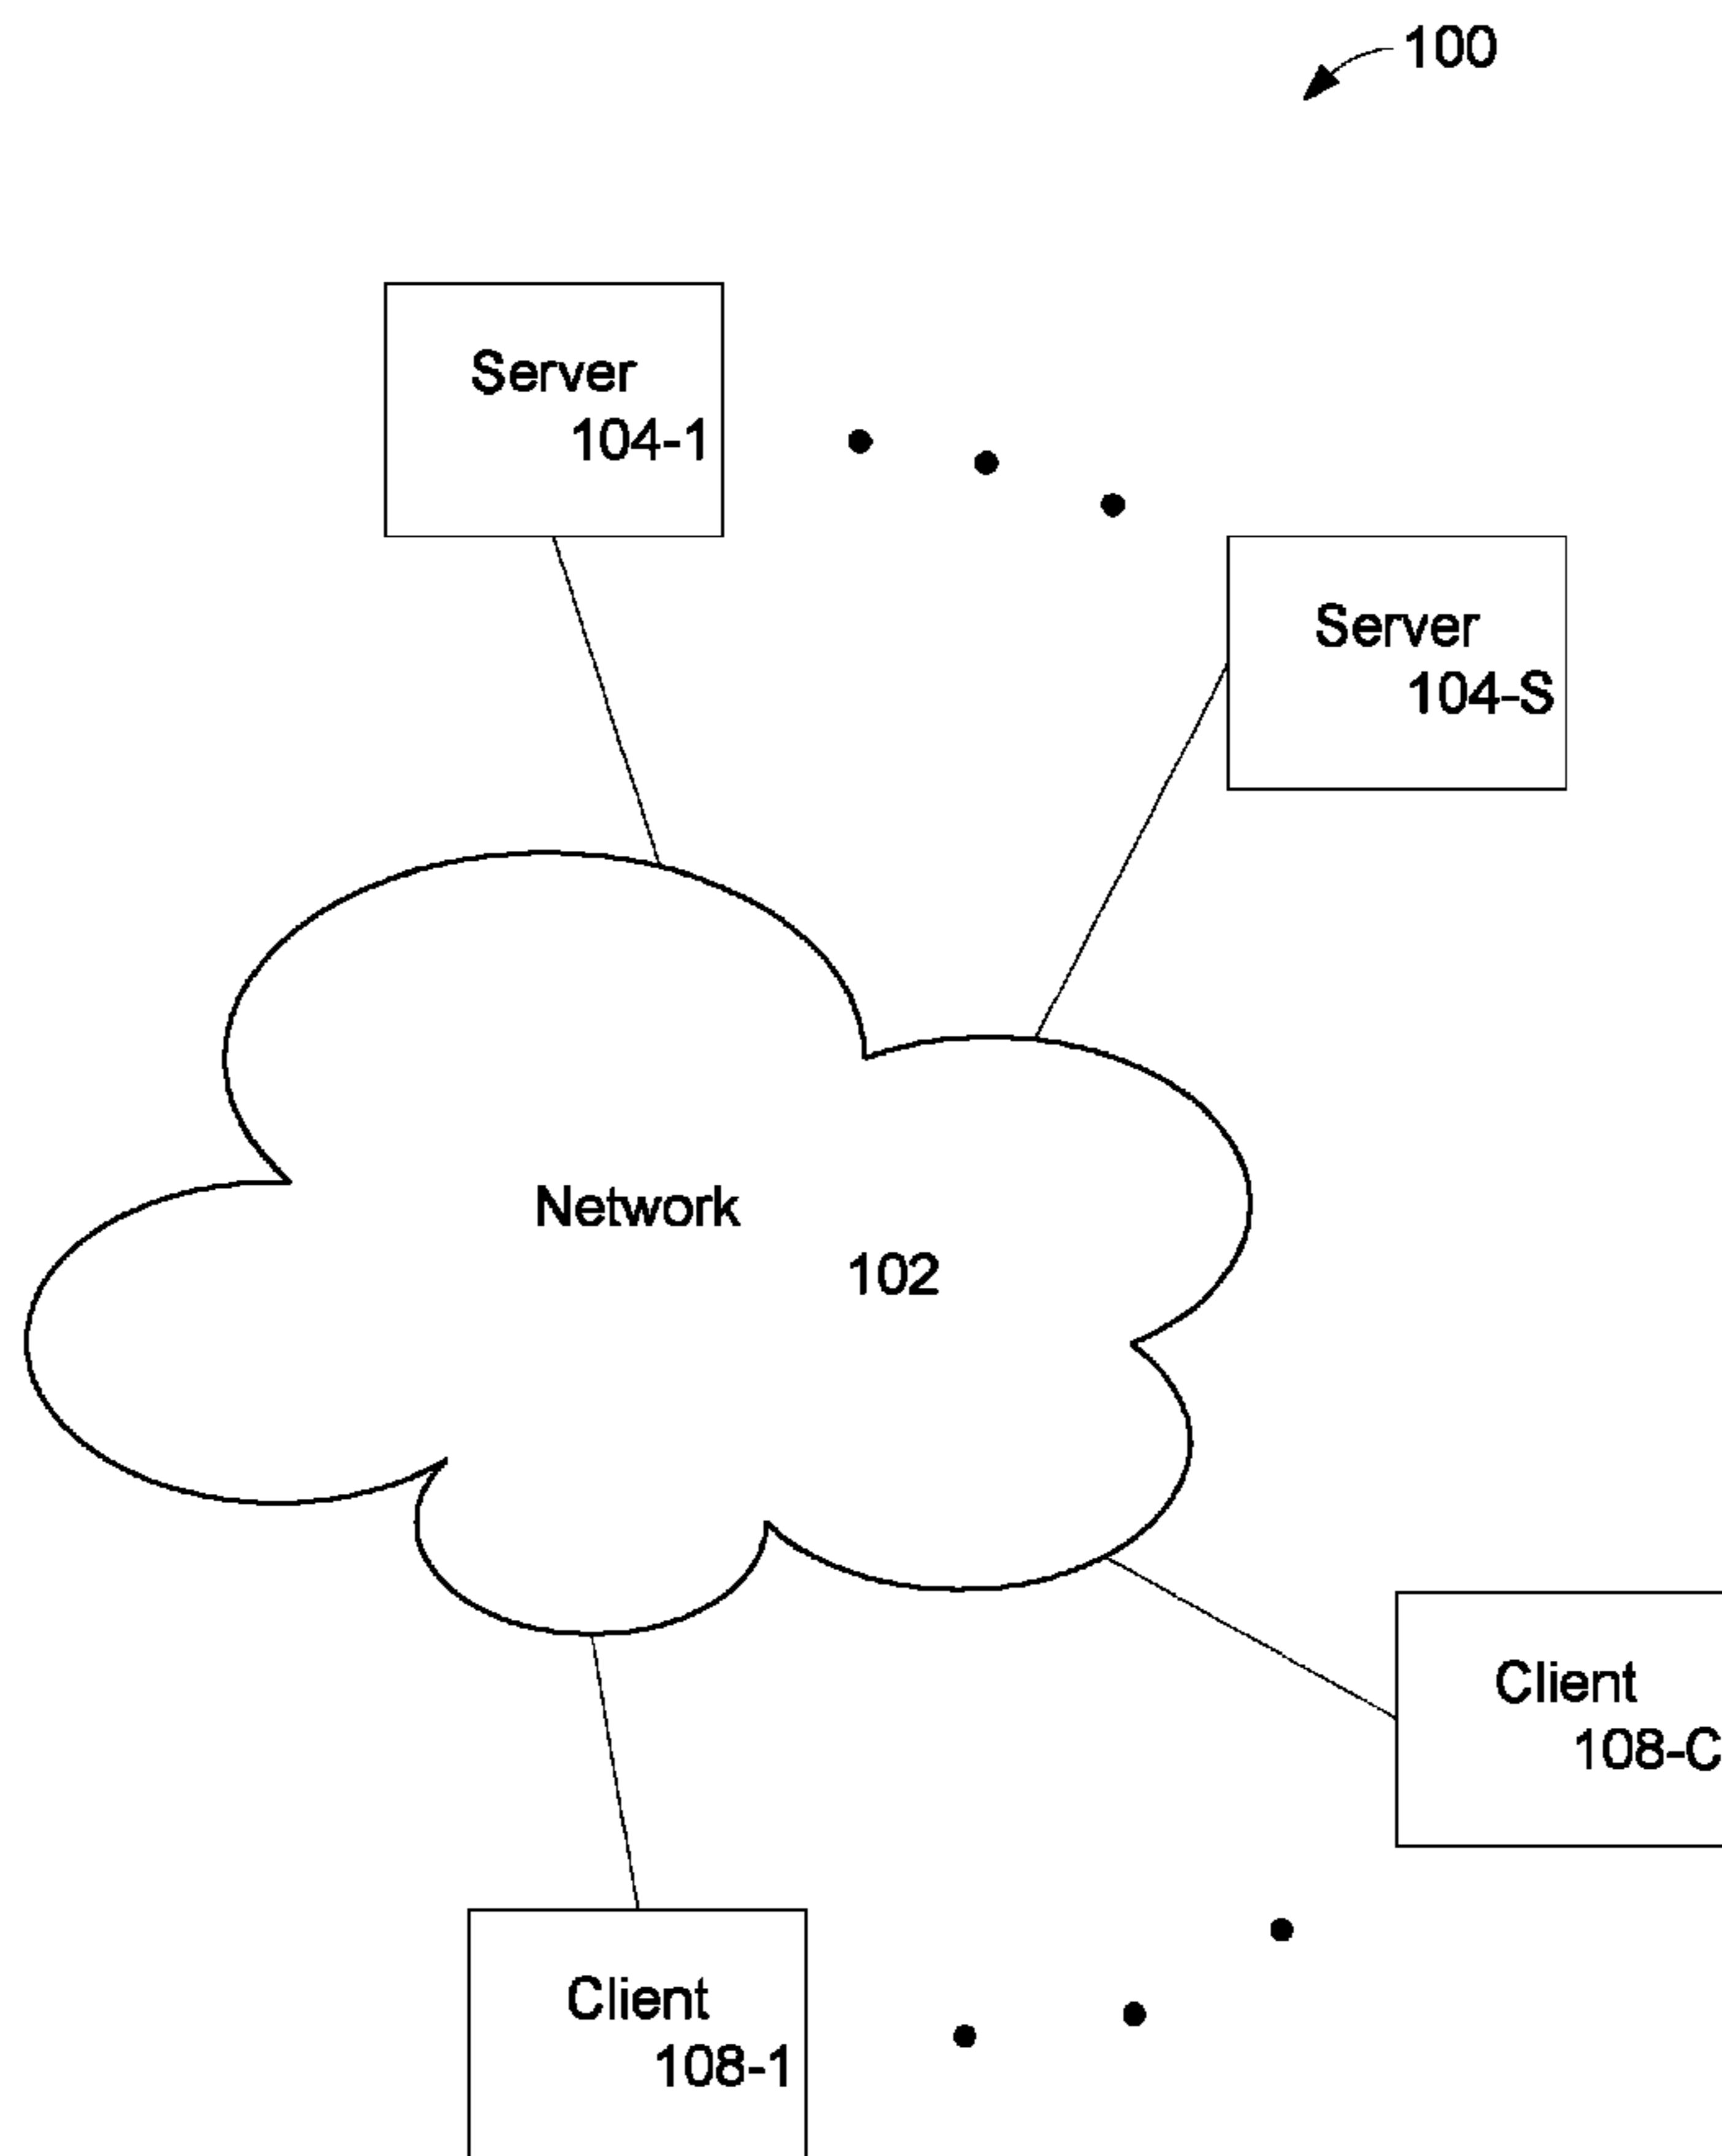 100
Server
104-1
Server
104-S
Network
102
Client
108-C
Client
108-1